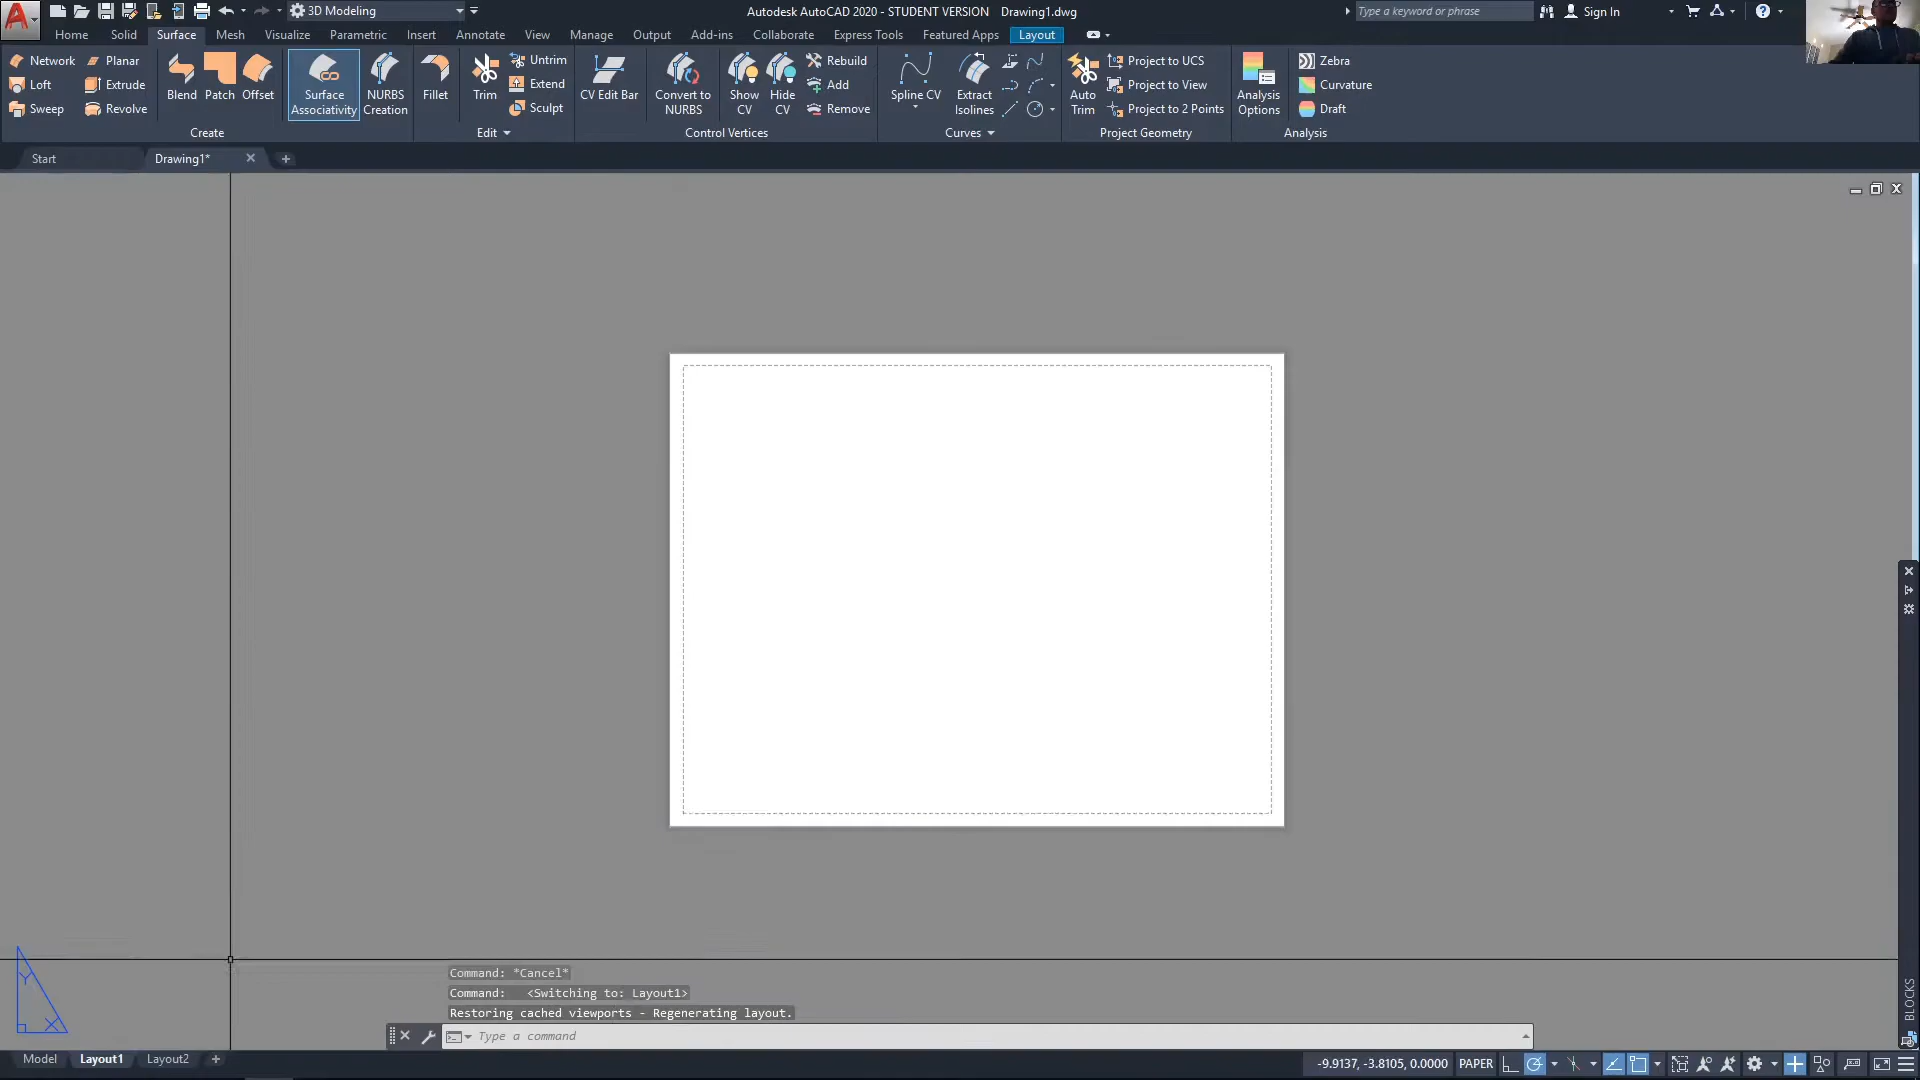 3D Modeling
Autodesk AutoCAD 2020 - STUDENT VERSION Drawing1.dwg
Type a keyword or phrase
Sign In
Home Solid Surface Mesh Visualize Parametric Insert Annotate View Manage Output Add-ins Collaborate Express Tools Featured Apps Layout
Network Planar
Loft Extrude
Sweep Revolve
Create
Blend Patch Offset
Surface
Associativity
NURBS
Creation
Fillet
Trim
Untrim
Extend
Sculpt
Edit
CV Edit Bar
Convert to
NURBS
Show
CV
Hide
CV
Rebuild
Add
Remove
Control Vertices
Spline CV
Extract
Isolines
Curves
Auto
Trim
Project to UCS
Project to View
Project to 2 Points
Project Geometry
Analysis
Options
Zebra
Curvature
Draft
Analysis
Start Drawing1*
BLOCKS
Y
X
Command: *Cancel*
Command: <Switching to: Layout1>
Restoring cached viewports - Regenerating layout.
Type a command
Model Layout1 Layout2
-9.9137, -3.8105, 0.0000 PAPER